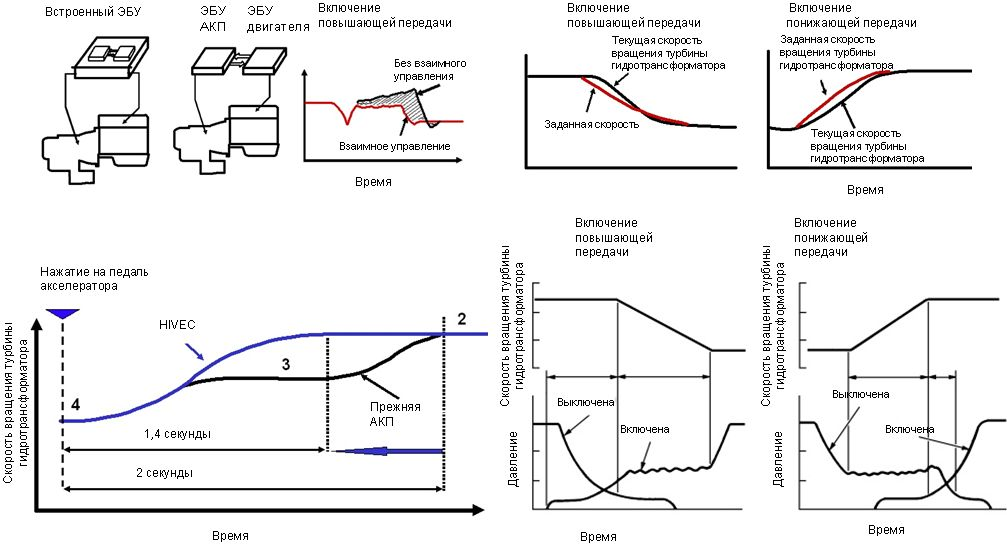 Встроенный ЭБУ
ЭБУ
АКП
ЭБУ
двигателя
Включение
повышающей передачи
Без взаимного
управления
Взаимное управление
Время
Включение
повышающей передачи
Текущая скорость
вращения турбины
гидротрансформатора
Заданная скорость
Включение
понижающей передачи
Заданная скорость
вращения турбины
гидротрансформатора
Текущая скорость
вращения турбины
гидротрансформатора
Время
Нажатие на педаль
акселератора
Скорость вращения турбины
гидротрансформатора
HIVEC
2
3
4
Прежняя
АКП
1,4 секунды
2 секунды
Время
Включение
повышающей
передачи
Скорость вращения турбины
гидротрансформатора
Выключена
Включена
Давление
Время
Включение
понижающей
передачи
Скорость вращения турбины
гидротрансформатора
Выключена
Включена
Давление
Время